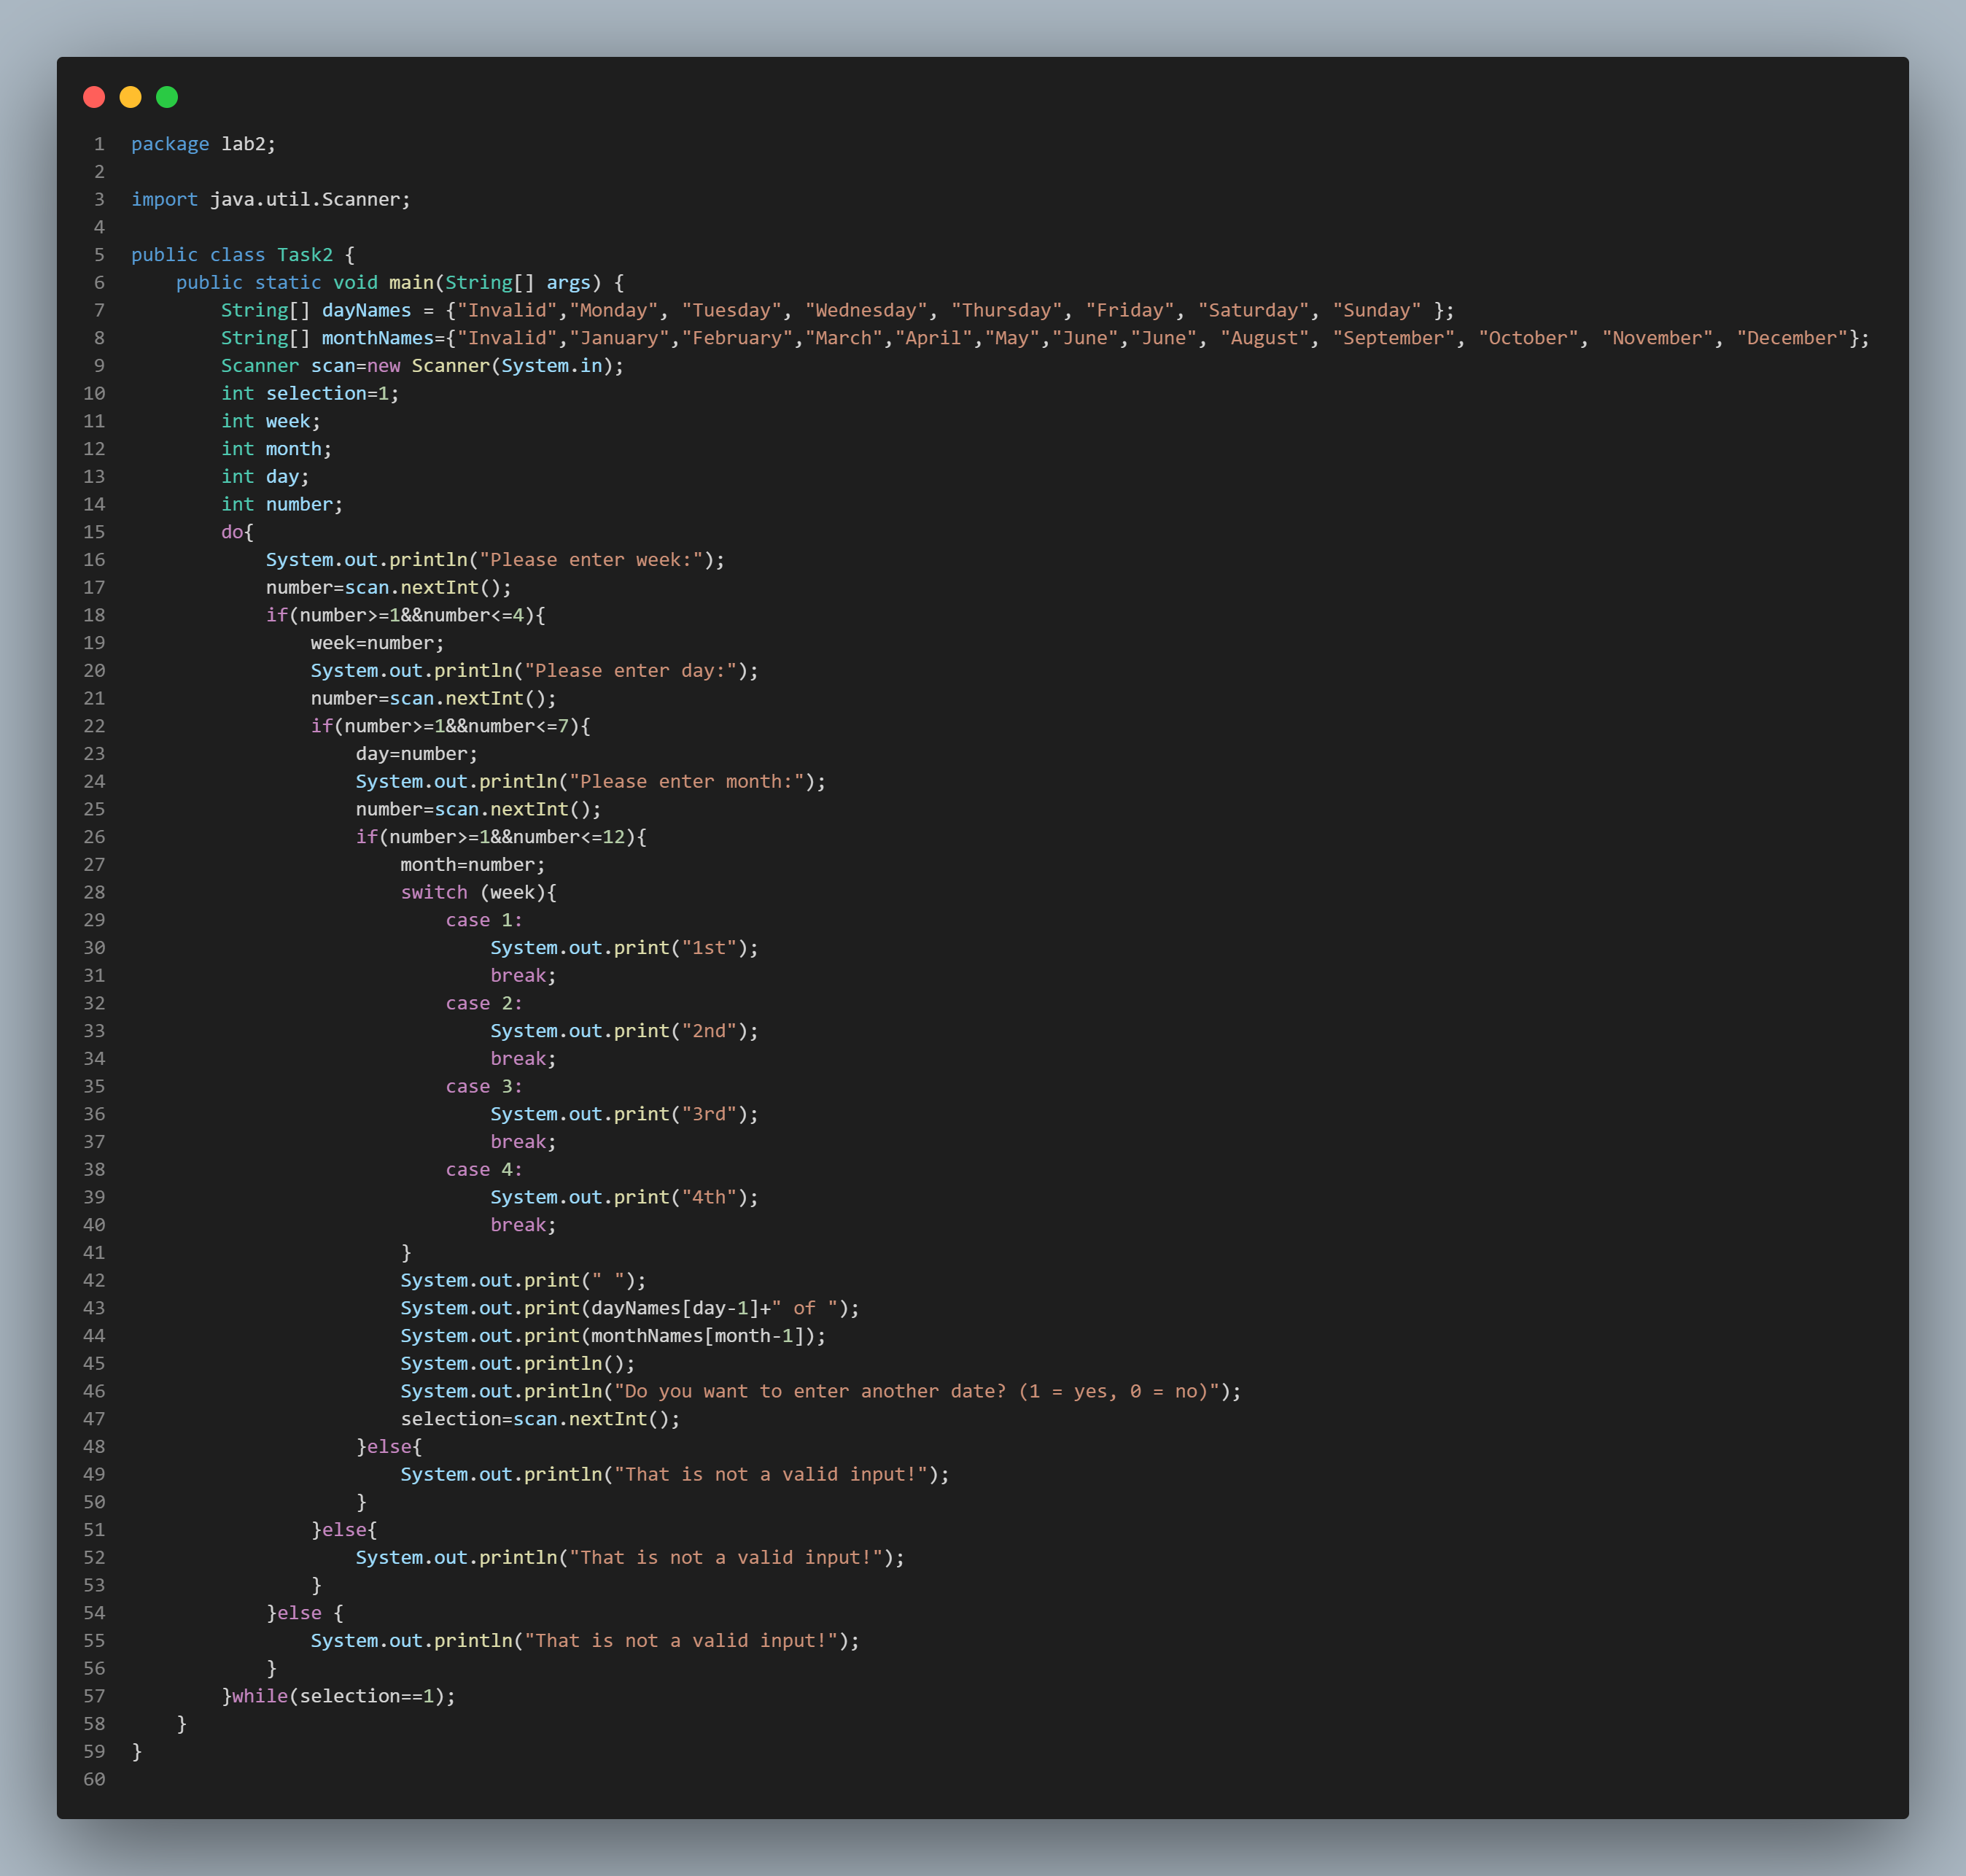 1 package lab2;
2
3 import java.util.Scanner;
4
5 public class Task2 {
6     public static void main(String[] args) {
7         String[] dayNames = {"Invalid","Monday", "Tuesday", "Wednesday", "Thursday", "Friday", "Saturday", "Sunday" };
8         String[] monthNames={"Invalid","January","February","March","April","May","June","June", "August", "September", "October", "November", "December"};
9         Scanner scan=new Scanner(System.in);
10         int selection=1;
11         int week;
12         int month;
13         int day;
14         int number;
15         do{
16             System.out.println("Please enter week:");
17             number=scan.nextInt();
18             if(number>=1&&number<=4){
19                 week=number;
20                 System.out.println("Please enter day:");
21                 number=scan.nextInt();
22                 if(number>=1&&number<=7){
23                     day=number;
24                     System.out.println("Please enter month:");
25                     number=scan.nextInt();
26                     if(number>=1&&number<=12){
27                         month=number;
28                         switch (week){
29                             case 1:
30                                 System.out.print("1st");
31                                 break;
32                             case 2:
33                                 System.out.print("2nd");
34                                 break;
35                             case 3:
36                                 System.out.print("3rd");
37                                 break;
38                             case 4:
39                                 System.out.print("4th");
40                                 break;
41                         }
42                         System.out.print(" ");
43                         System.out.print(dayNames[day-1]+" of ");
44                         System.out.print(monthNames[month-1]);
45                         System.out.println();
46                         System.out.println("Do you want to enter another date? (1 = yes, 0 = no)");
47                         selection=scan.nextInt();
48                     }else{
49                         System.out.println("That is not a valid input!");
50                     }
51                 }else{
52                     System.out.println("That is not a valid input!");
53                 }
54             }else {
55                 System.out.println("That is not a valid input!");
56             }
57         }while(selection==1);
58     }
59 }
60